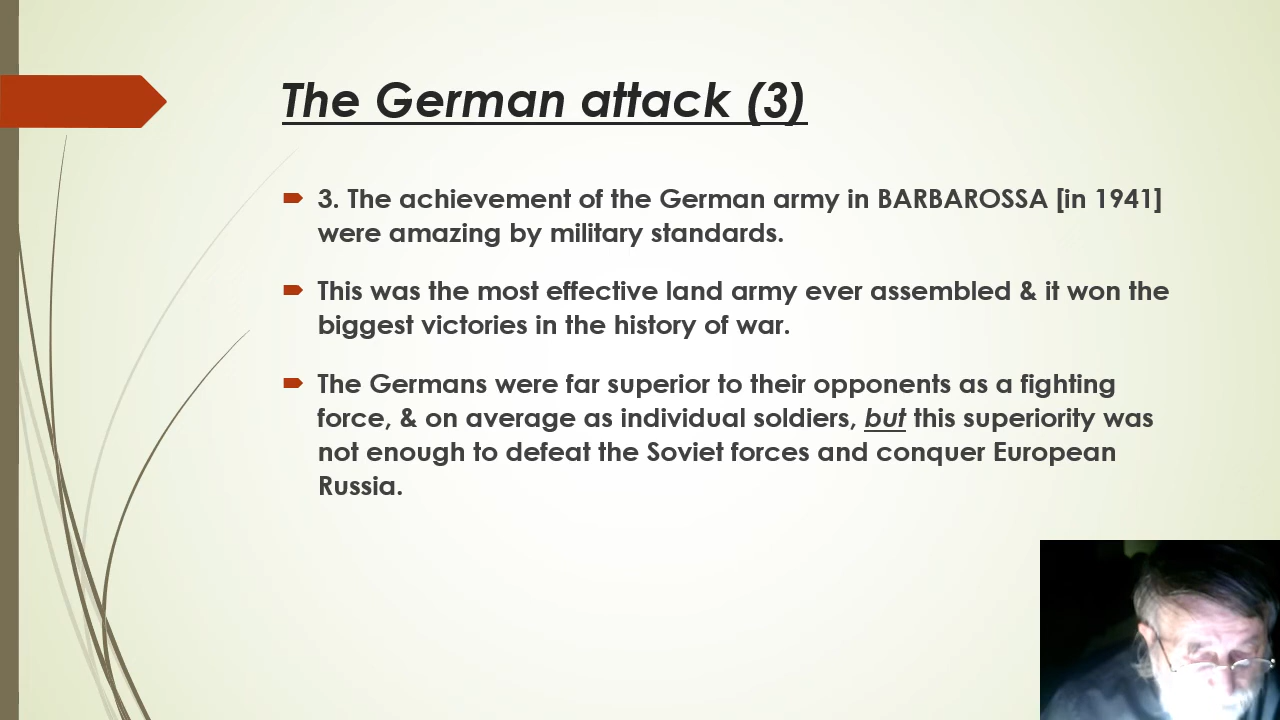 The German attack (3)
3. The achievement of the German army in BARBAROSSA [in 1941]
were amazing by military standards.
This was the most effective land army ever assembled & it won the
biggest victories in the history of war.
The Germans were far superior to their opponents as a fighting
force, & on average as individual soldiers, but this superiority was
not enough to defeat the Soviet forces and conquer European
Russia.